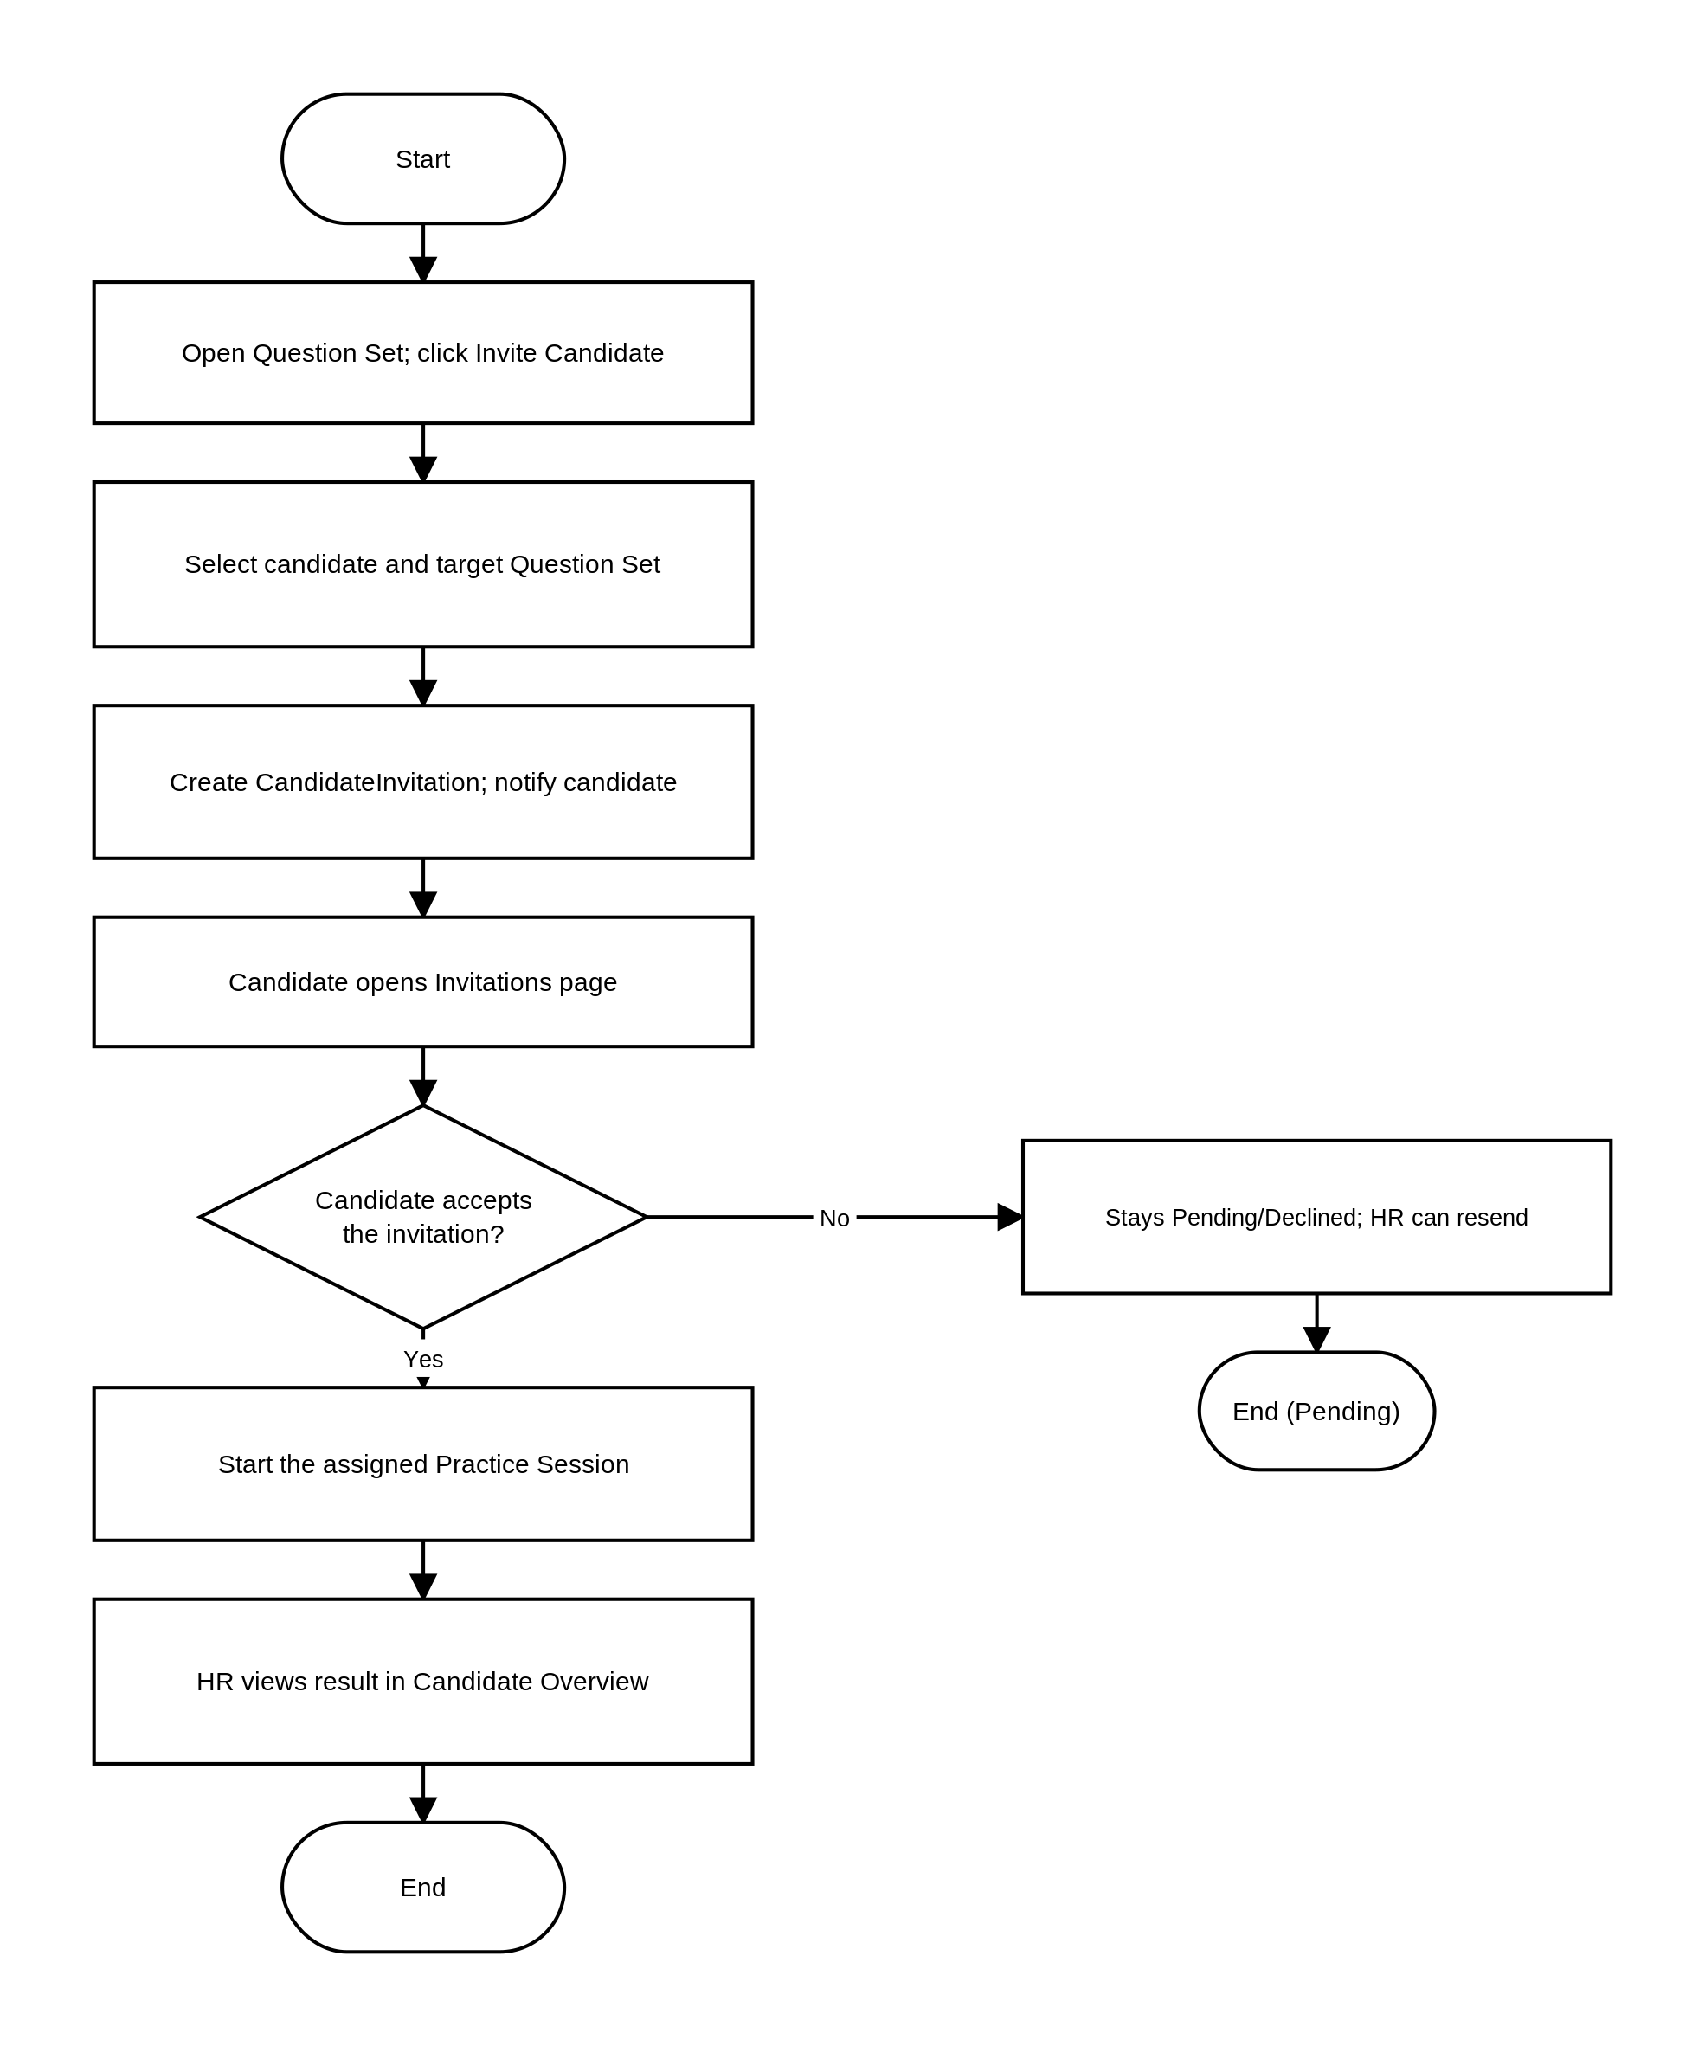 Start
Open Question Set; click Invite Candidate
Select candidate and target Question Set
Create CandidateInvitation; notify candidate
Candidate opens Invitations page
Candidate accepts
the invitation?
No
Stays Pending/Declined; HR can resend
Yes
End (Pending)
Start the assigned Practice Session
HR views result in Candidate Overview
End